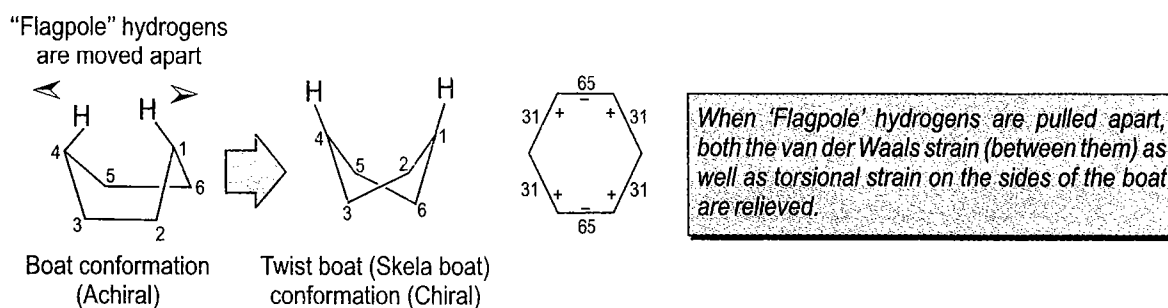 “Flagpole” hydrogens
are moved apart
H H
4 1
5
6
3
2
Boat conformation
(Achiral)
H H
4 1
5 2
3 6
Twist boat (Skela boat)
conformation (Chiral)
65
31 + − + 31
31 + − + 31
65
When 'Flagpole' hydrogens are pulled apart,
both the van der Waals strain (between them) as
well as torsional strain on the sides of the boat
are relieved.